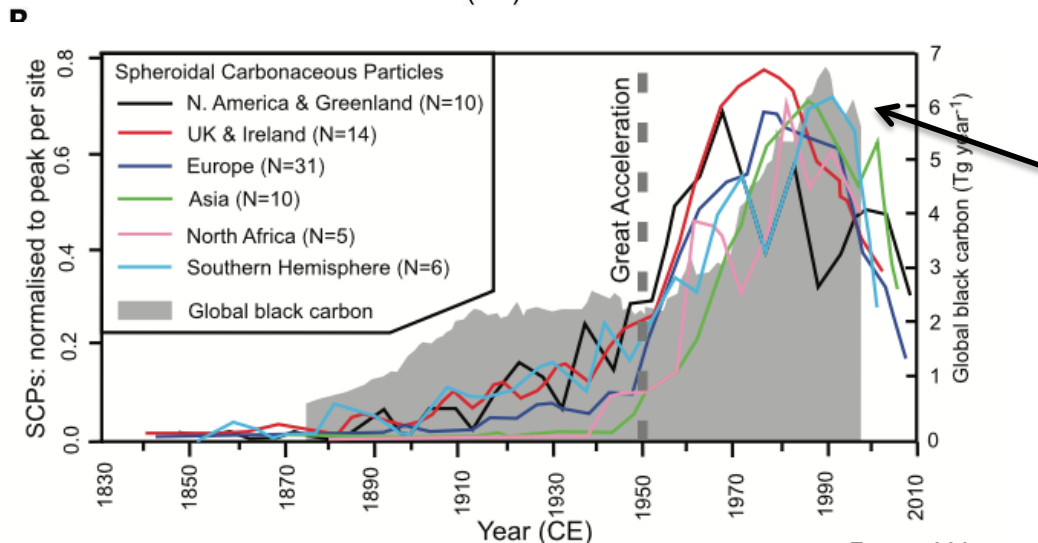 B
SCPs: normalised to peak per site
0.8
0.6
0.4
0.2
0.0
Spheroidal Carbonaceous Particles
N. America & Greenland (N=10)
UK & Ireland (N=14)
Europe (N=31)
Asia (N=10)
North Africa (N=5)
Southern Hemisphere (N=6)
Global black carbon
Great Acceleration
7
6
5
4
3
2
1
0
Global black carbon (Tg year-1)
1830
1850
1870
1890
1910
1930
1950
1970
1990
2010
Year (CE)